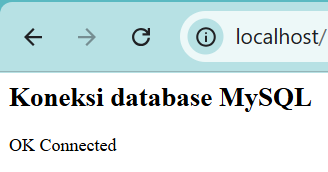 localhost/
Koneksi database MySQL
OK Connected